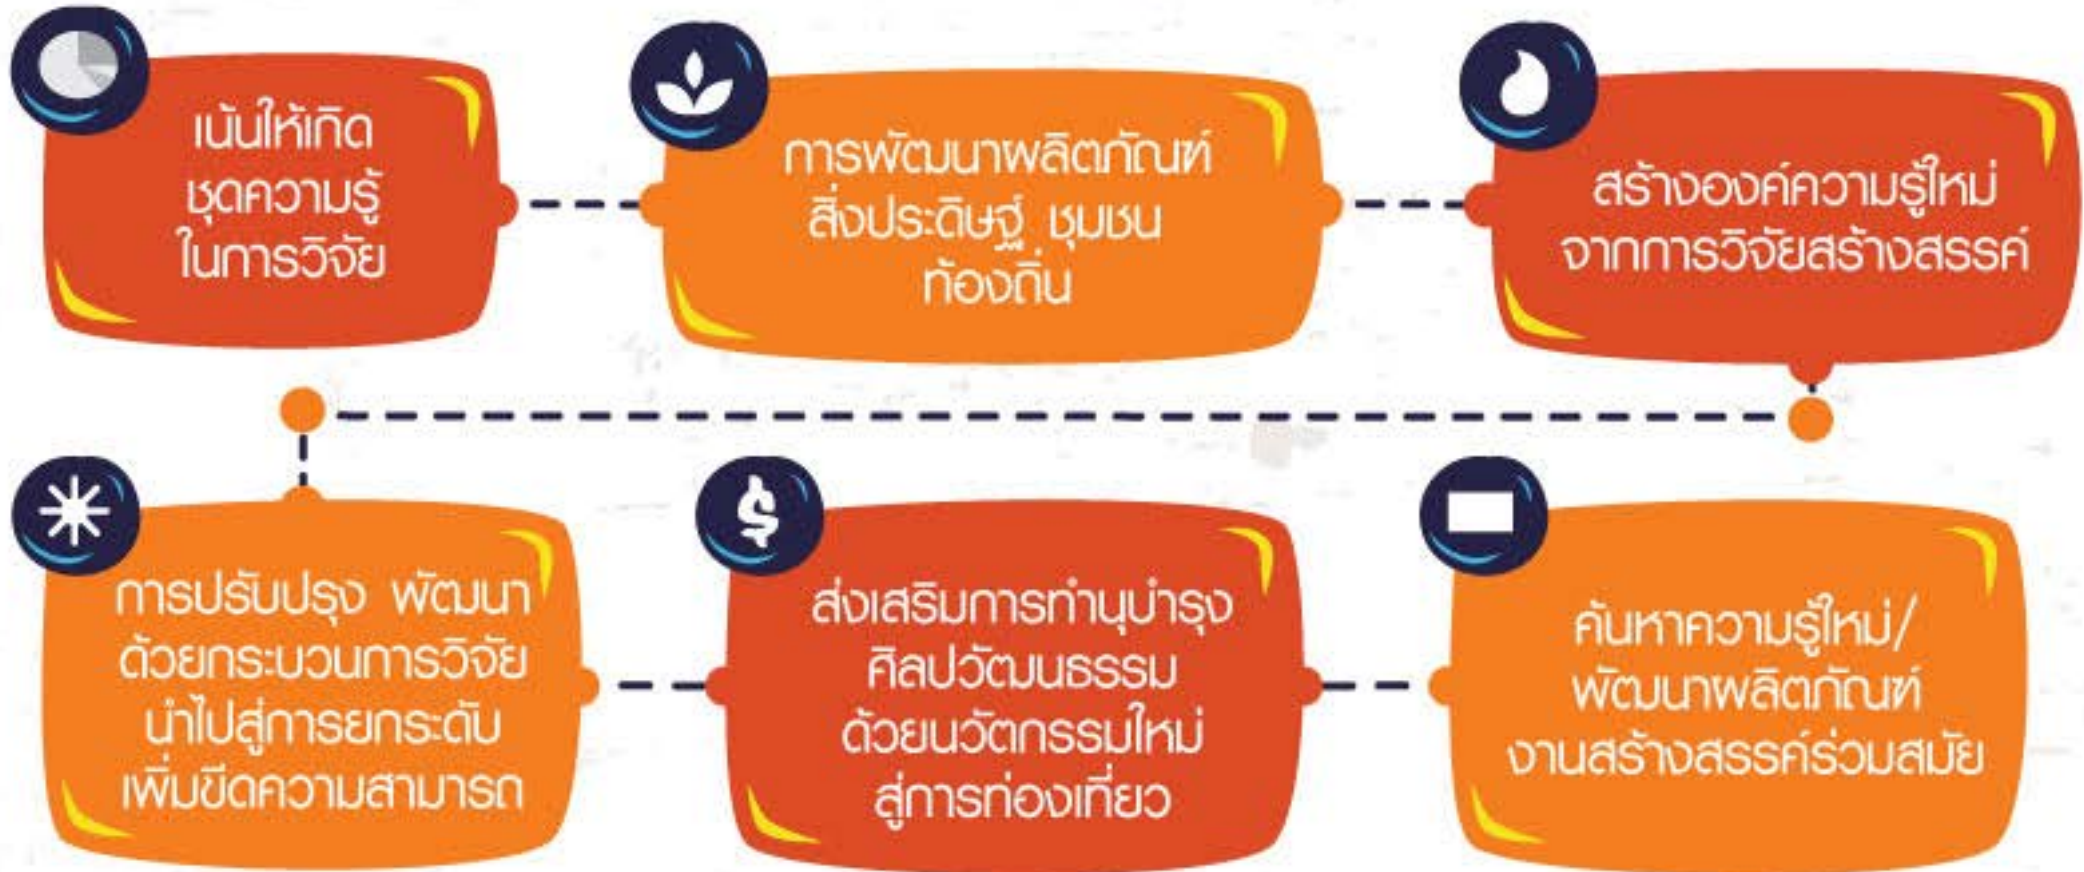 เน้นให้เกิด
ชุดความรู้
ในการวิจัย
การพัฒนาผลิตภัณฑ์
สิ่งประดิษฐ์ ชุมชน
ท้องถิ่น
สร้างองค์ความรู้ใหม่
จากการวิจัยสร้างสรรค์
การปรับปรุง พัฒนา
ด้วยกระบวนการวิจัย
นำไปสู่การยกระดับ
เพิ่มขีดความสามารถ
ส่งเสริมการทำนุบำรุง
ศิลปวัฒนธรรม
ด้วยนวัตกรรมใหม่
สู่การท่องเที่ยว
ค้นหาความรู้ใหม่/
พัฒนาผลิตภัณฑ์
งานสร้างสรรค์ร่วมสมัย